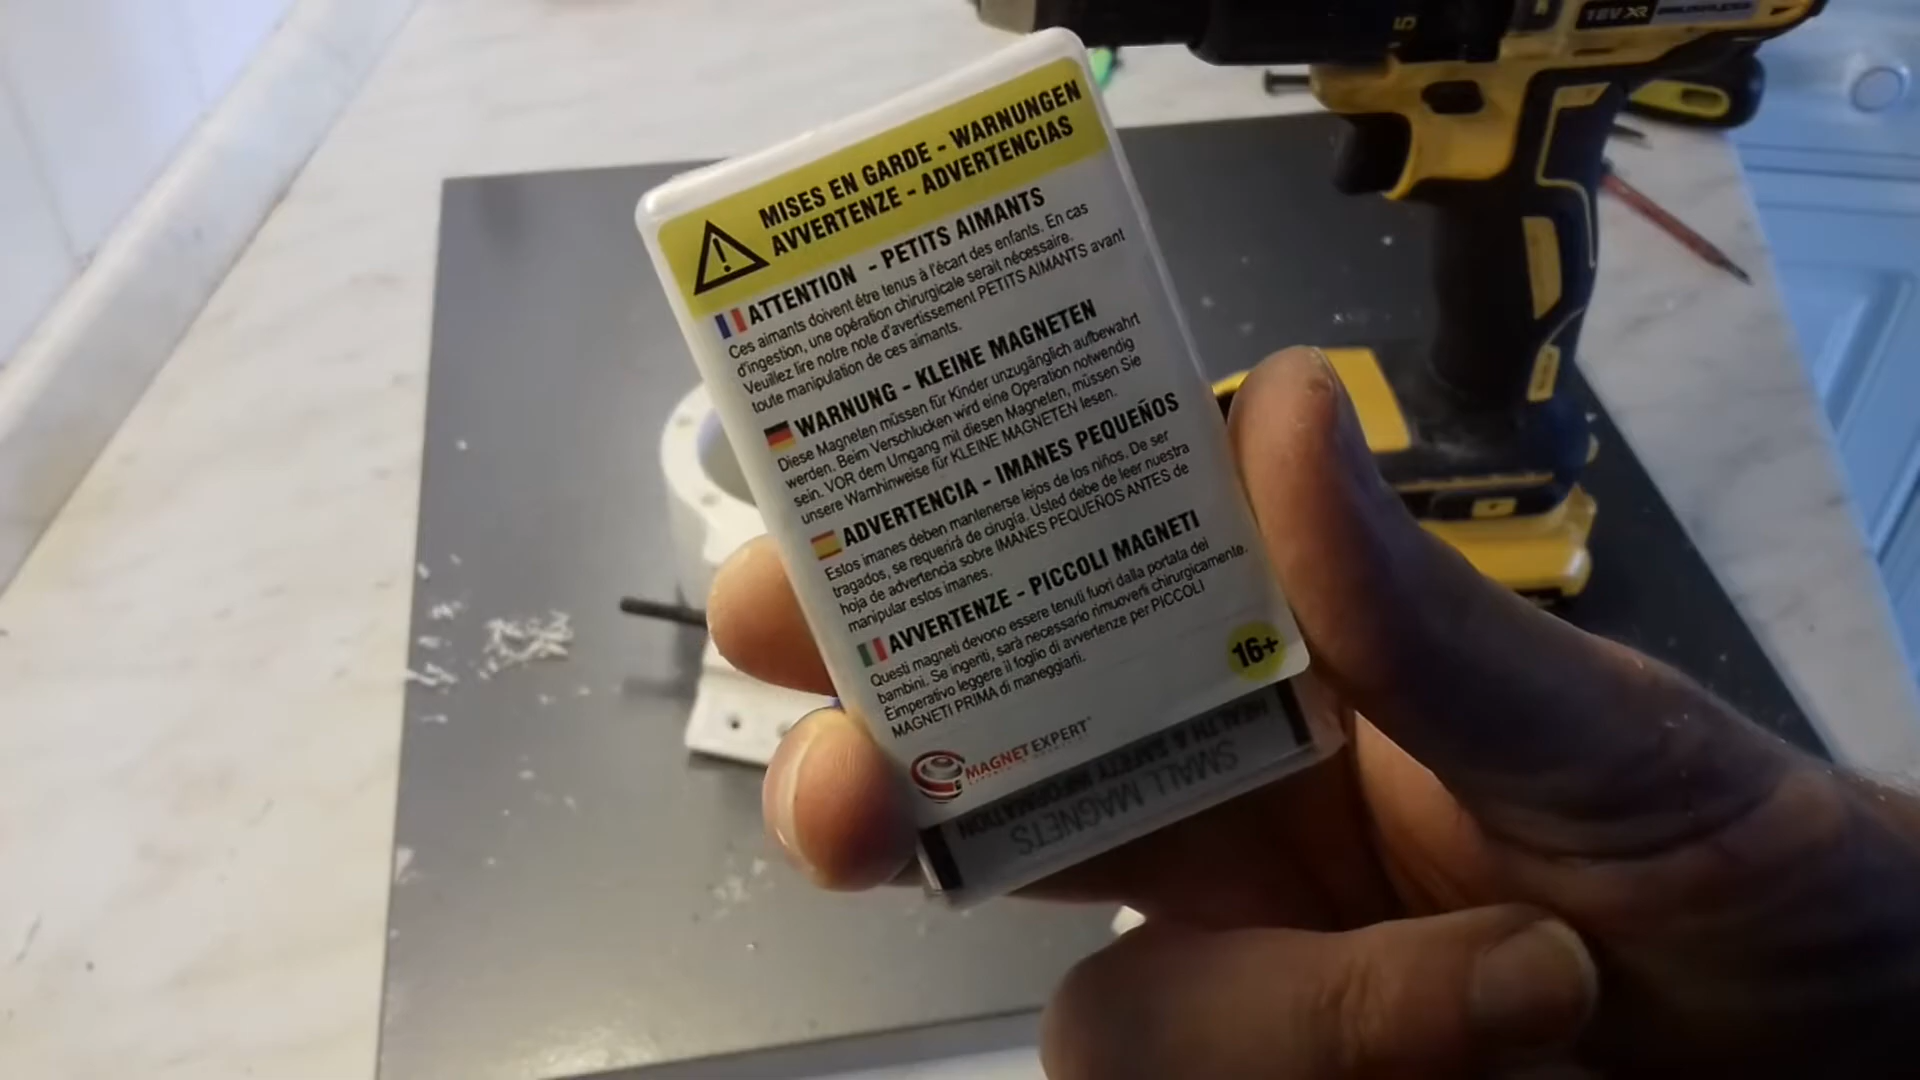 18V XR BRUSHLESS
5
MISES EN GARDE - WARNUNGEN
AVVERTENZE - ADVERTENCIAS
ATTENTION - PETITS AIMANTS
Ces aimants doivent être tenus à l'écart des enfants. En cas
d'ingestion, une opération chirurgicale serait nécessaire.
Veuillez lire notre note d'avertissement PETITS AIMANTS avant
toute manipulation de ces aimants.
WARNUNG - KLEINE MAGNETEN
Diese Magneten müssen für Kinder unzugänglich aufbewahrt
werden. Beim Verschlucken wird eine Operation notwendig
sein. VOR dem Umgang mit diesen Magneten, müssen Sie
unsere Warnhinweise für KLEINE MAGNETEN lesen.
ADVERTENCIA - IMANES PEQUEÑOS
Estos imanes deben mantenerse lejos de los niños. De ser
tragados, se requerirá de cirugía. Usted debe de leer nuestra
hoja de advertencia sobre IMANES PEQUEÑOS ANTES de
manipular estos imanes.
AVVERTENZE - PICCOLI MAGNETI
Questi magneti devono essere tenuti fuori dalla portata dei
bambini. Se ingeriti, sarà necessario rimuoverli chirurgicamente.
Èimperativo leggere il foglio di avvertenze per PICCOLI
MAGNETI PRIMA di maneggiarli.
16+
MAGNET EXPERT
SMALL MAGNETS
HEALTH & SAFETY INFORMATION